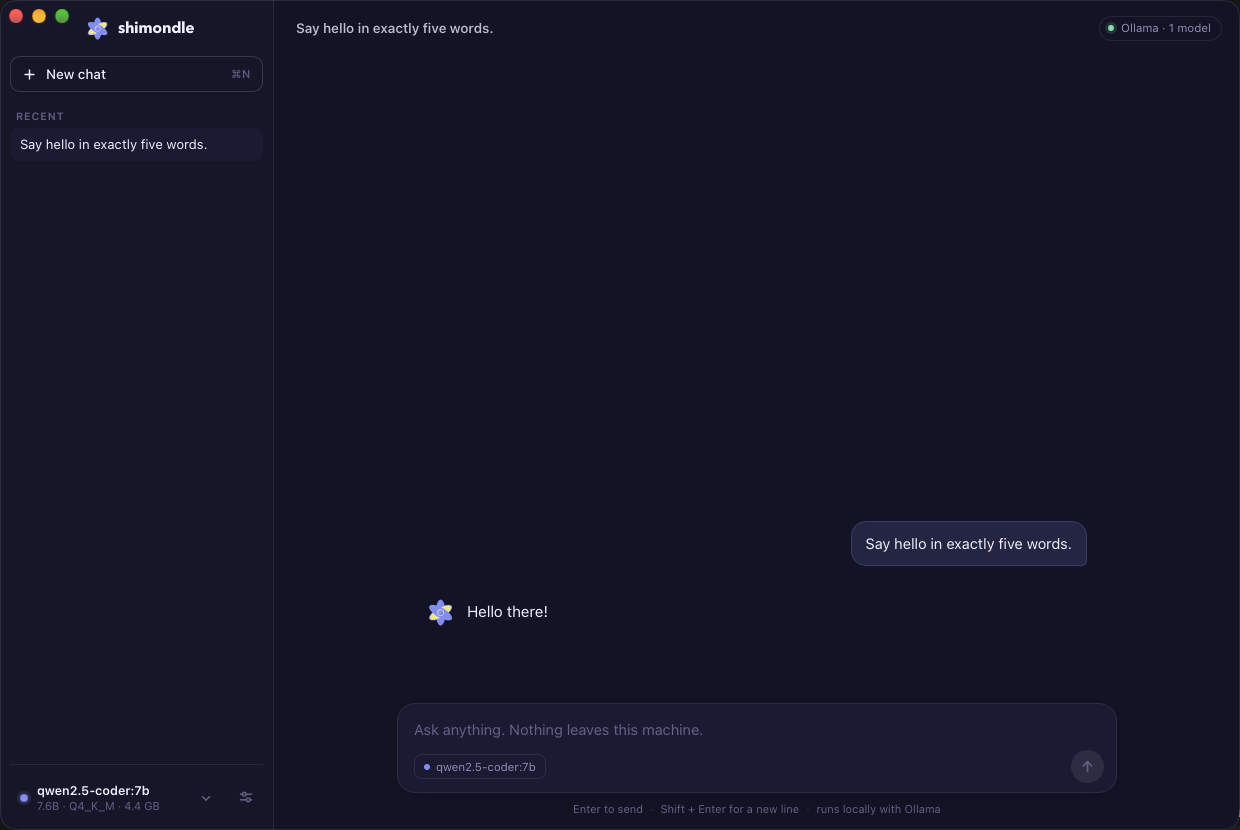 shimondle
New chat ⌘N
RECENT
Say hello in exactly five words.
qwen2.5-coder:7b
7.6B · Q4_K_M · 4.4 GB
Say hello in exactly five words.
Ollama · 1 model
Say hello in exactly five words.
Hello there!
Ask anything. Nothing leaves this machine.
qwen2.5-coder:7b
Enter to send · Shift + Enter for a new line · runs locally with Ollama